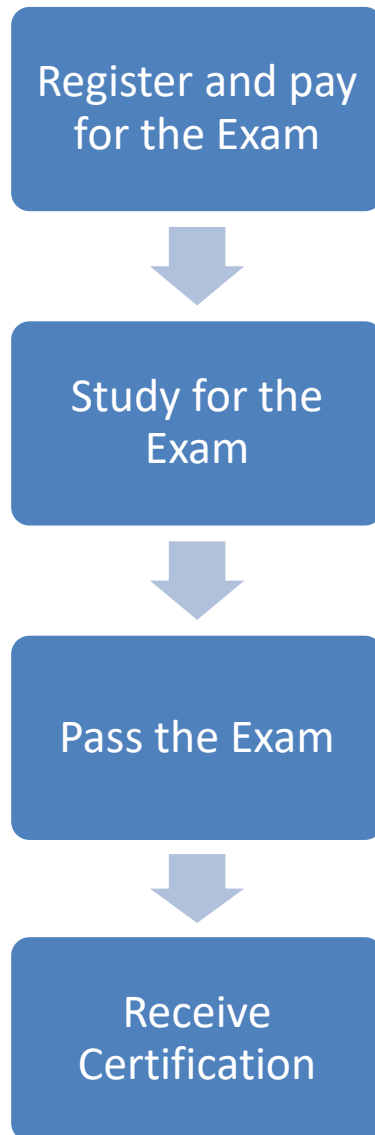 Register and pay
for the Exam
Study for the
Exam
Pass the Exam
Receive
Certification